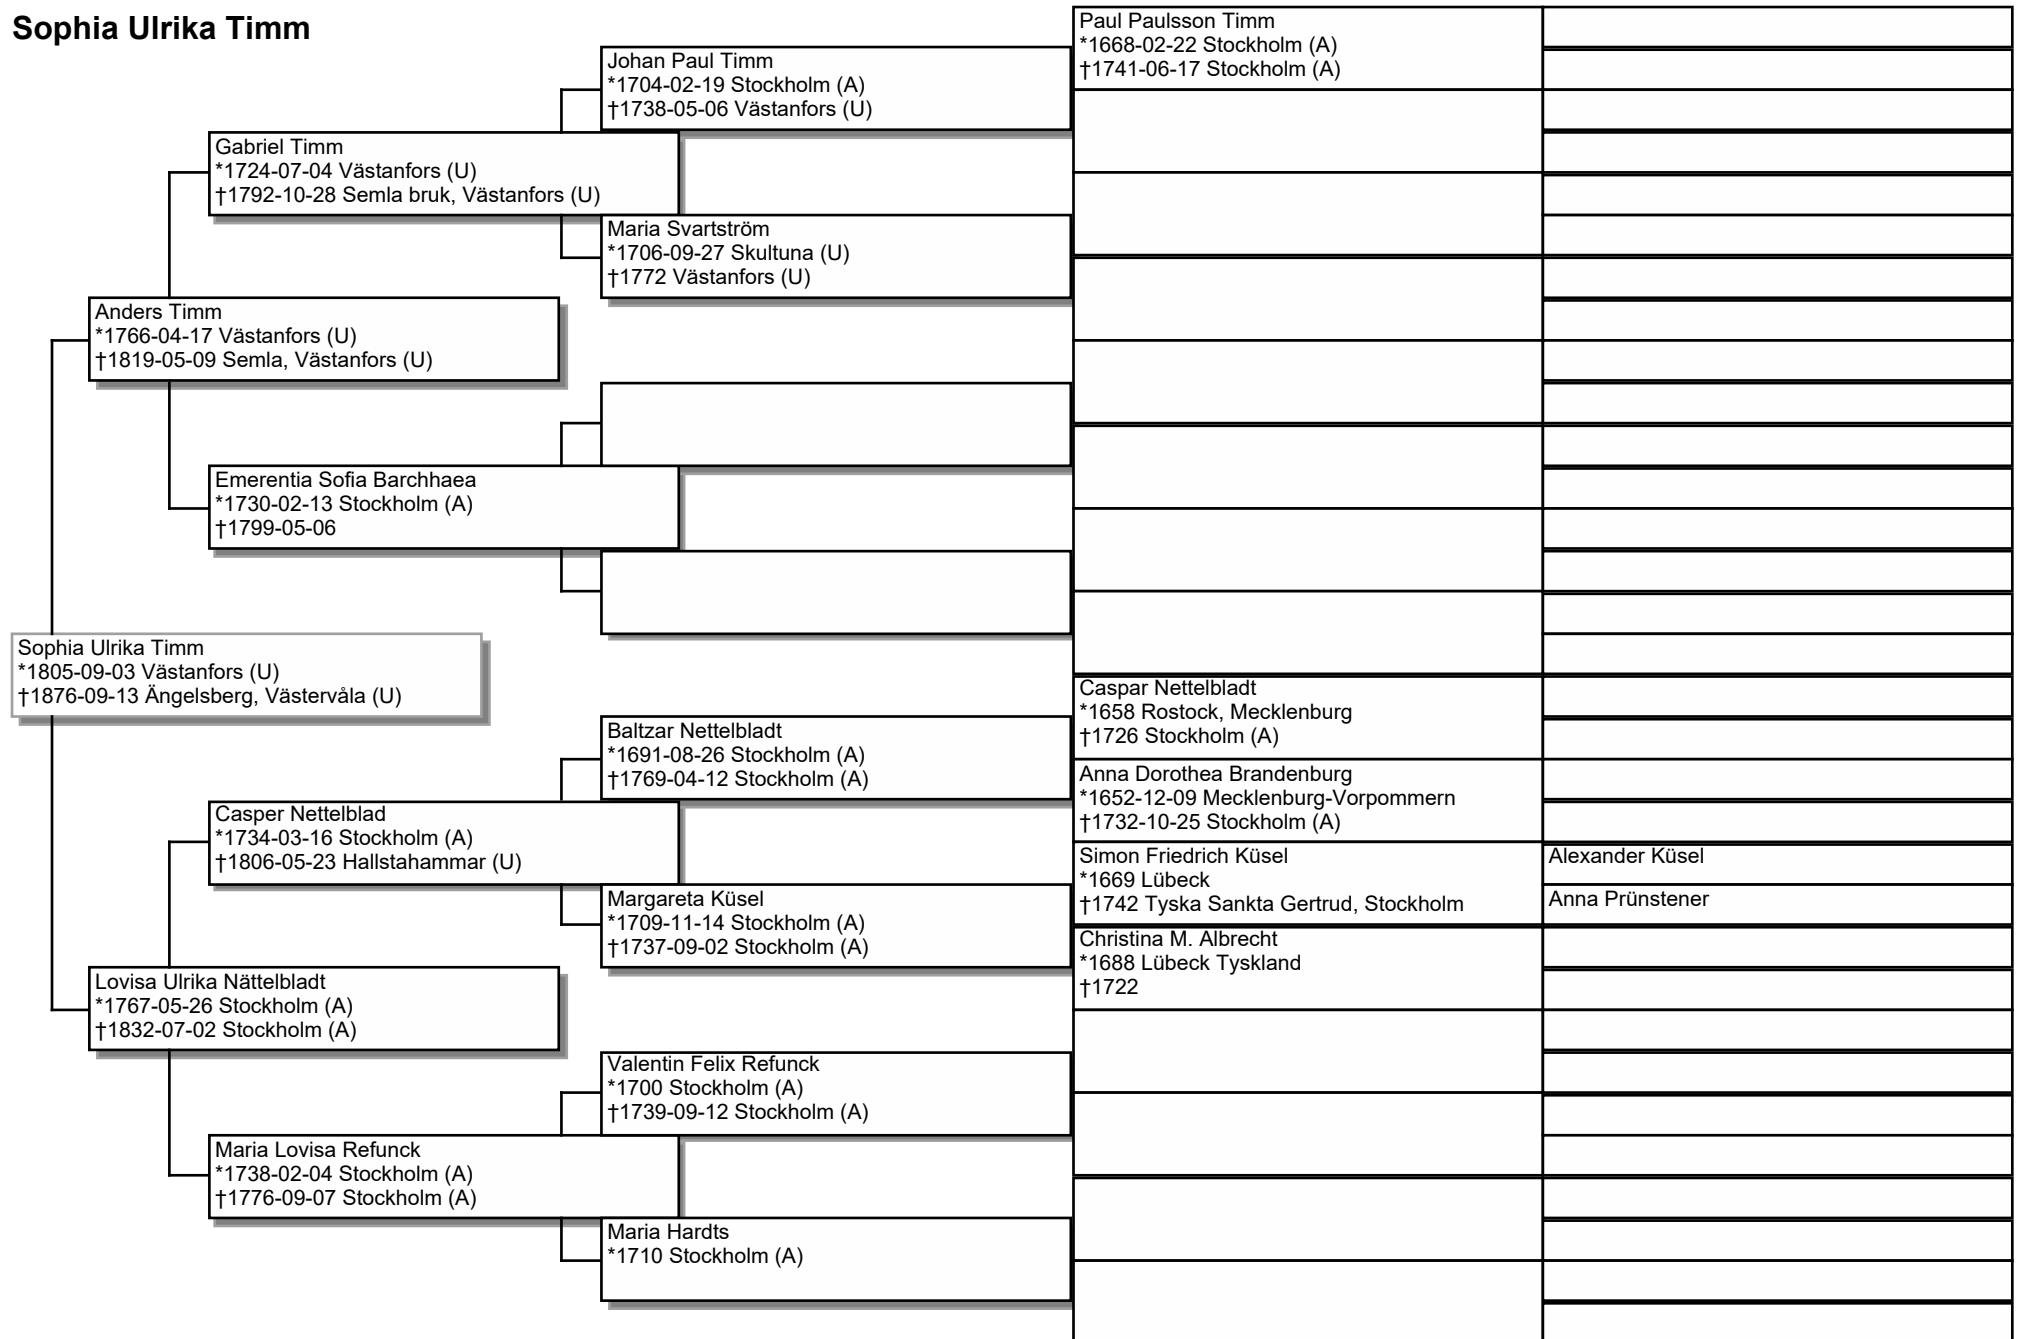 Sophia Ulrika Timm
Paul Paulsson Timm
*1668-02-22 Stockholm (A)
†1741-06-17 Stockholm (A)
Johan Paul Timm
*1704-02-19 Stockholm (A)
†1738-05-06 Västanfors (U)
Gabriel Timm
*1724-07-04 Västanfors (U)
†1792-10-28 Semla bruk, Västanfors (U)
Maria Svartström
*1706-09-27 Skultuna (U)
†1772 Västanfors (U)
Anders Timm
*1766-04-17 Västanfors (U)
†1819-05-09 Semla, Västanfors (U)
Emerentia Sofia Barchhaea
*1730-02-13 Stockholm (A)
†1799-05-06
Sophia Ulrika Timm
*1805-09-03 Västanfors (U)
†1876-09-13 Ängelsberg, Västervåla (U)
Caspar Nettelbladt
*1658 Rostock, Mecklenburg
†1726 Stockholm (A)
Baltzar Nettelbladt
*1691-08-26 Stockholm (A)
†1769-04-12 Stockholm (A)
Anna Dorothea Brandenburg
*1652-12-09 Mecklenburg-Vorpommern
†1732-10-25 Stockholm (A)
Casper Nettelblad
*1734-03-16 Stockholm (A)
†1806-05-23 Hallstahammar (U)
Simon Friedrich Küsel
*1669 Lübeck
†1742 Tyska Sankta Gertrud, Stockholm
Alexander Küsel
Anna Prünstener
Margareta Küsel
*1709-11-14 Stockholm (A)
†1737-09-02 Stockholm (A)
Christina M. Albrecht
*1688 Lübeck Tyskland
†1722
Lovisa Ulrika Nättelbladt
*1767-05-26 Stockholm (A)
†1832-07-02 Stockholm (A)
Valentin Felix Refunck
*1700 Stockholm (A)
†1739-09-12 Stockholm (A)
Maria Lovisa Refunck
*1738-02-04 Stockholm (A)
†1776-09-07 Stockholm (A)
Maria Hardts
*1710 Stockholm (A)